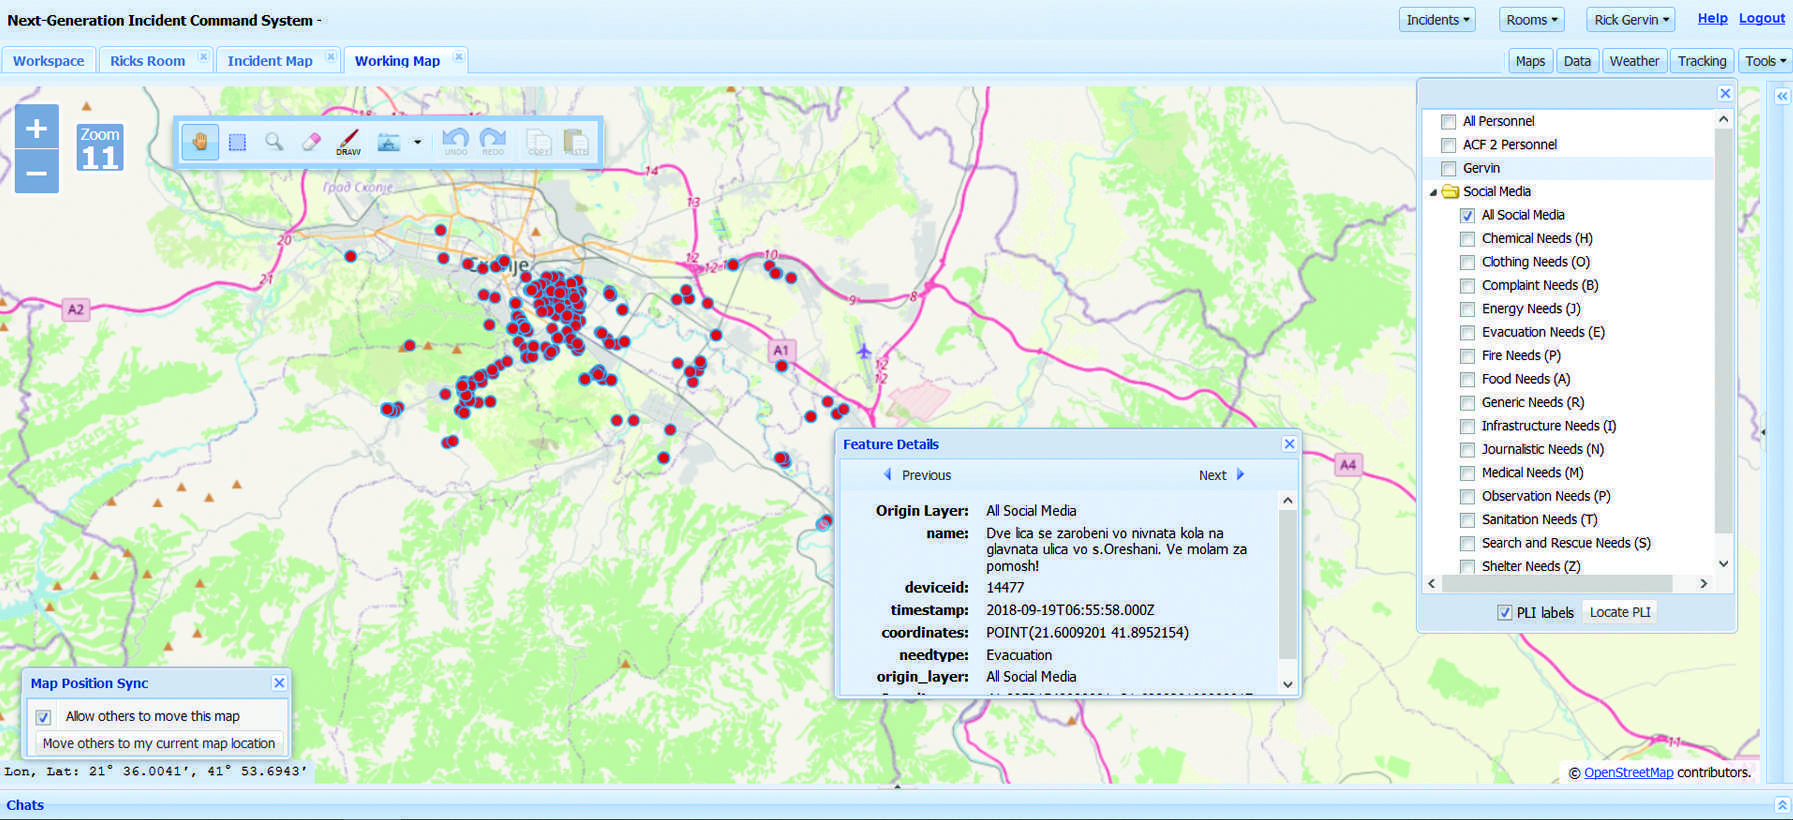 Next-Generation Incident Command System -
Incidents
Rooms
Rick Gervin
Help
Logout
Workspace
Ricks Room
Incident Map
Working Map
Maps
Data
Weather
Tracking
Tools
Zoom
11
DRAW
UNDO
REDO
COPY
PASTE
Град Скопје
14
13
20
21
12
12
10
9
8
12
12
11
A2
A1
A4
All Personnel
ACF 2 Personnel
Gervin
Social Media
All Social Media
Chemical Needs (H)
Clothing Needs (O)
Complaint Needs (B)
Energy Needs (J)
Evacuation Needs (E)
Fire Needs (P)
Food Needs (A)
Generic Needs (R)
Infrastructure Needs (I)
Journalistic Needs (N)
Medical Needs (M)
Observation Needs (P)
Sanitation Needs (T)
Search and Rescue Needs (S)
Shelter Needs (Z)
PLI labels
Locate PLI
Feature Details
Previous
Next
Origin Layer: All Social Media
name: Dve lica se zarobeni vo nivnata kola na
glavnata ulica vo s.Oreshani. Ve molam za
pomosh!
deviceid: 14477
timestamp: 2018-09-19T06:55:58.000Z
coordinates: POINT(21.6009201 41.8952154)
needtype: Evacuation
origin_layer: All Social Media
Map Position Sync
Allow others to move this map
Move others to my current map location
Lon, Lat: 21° 36.0041′, 41° 53.6943′
© OpenStreetMap contributors.
Chats